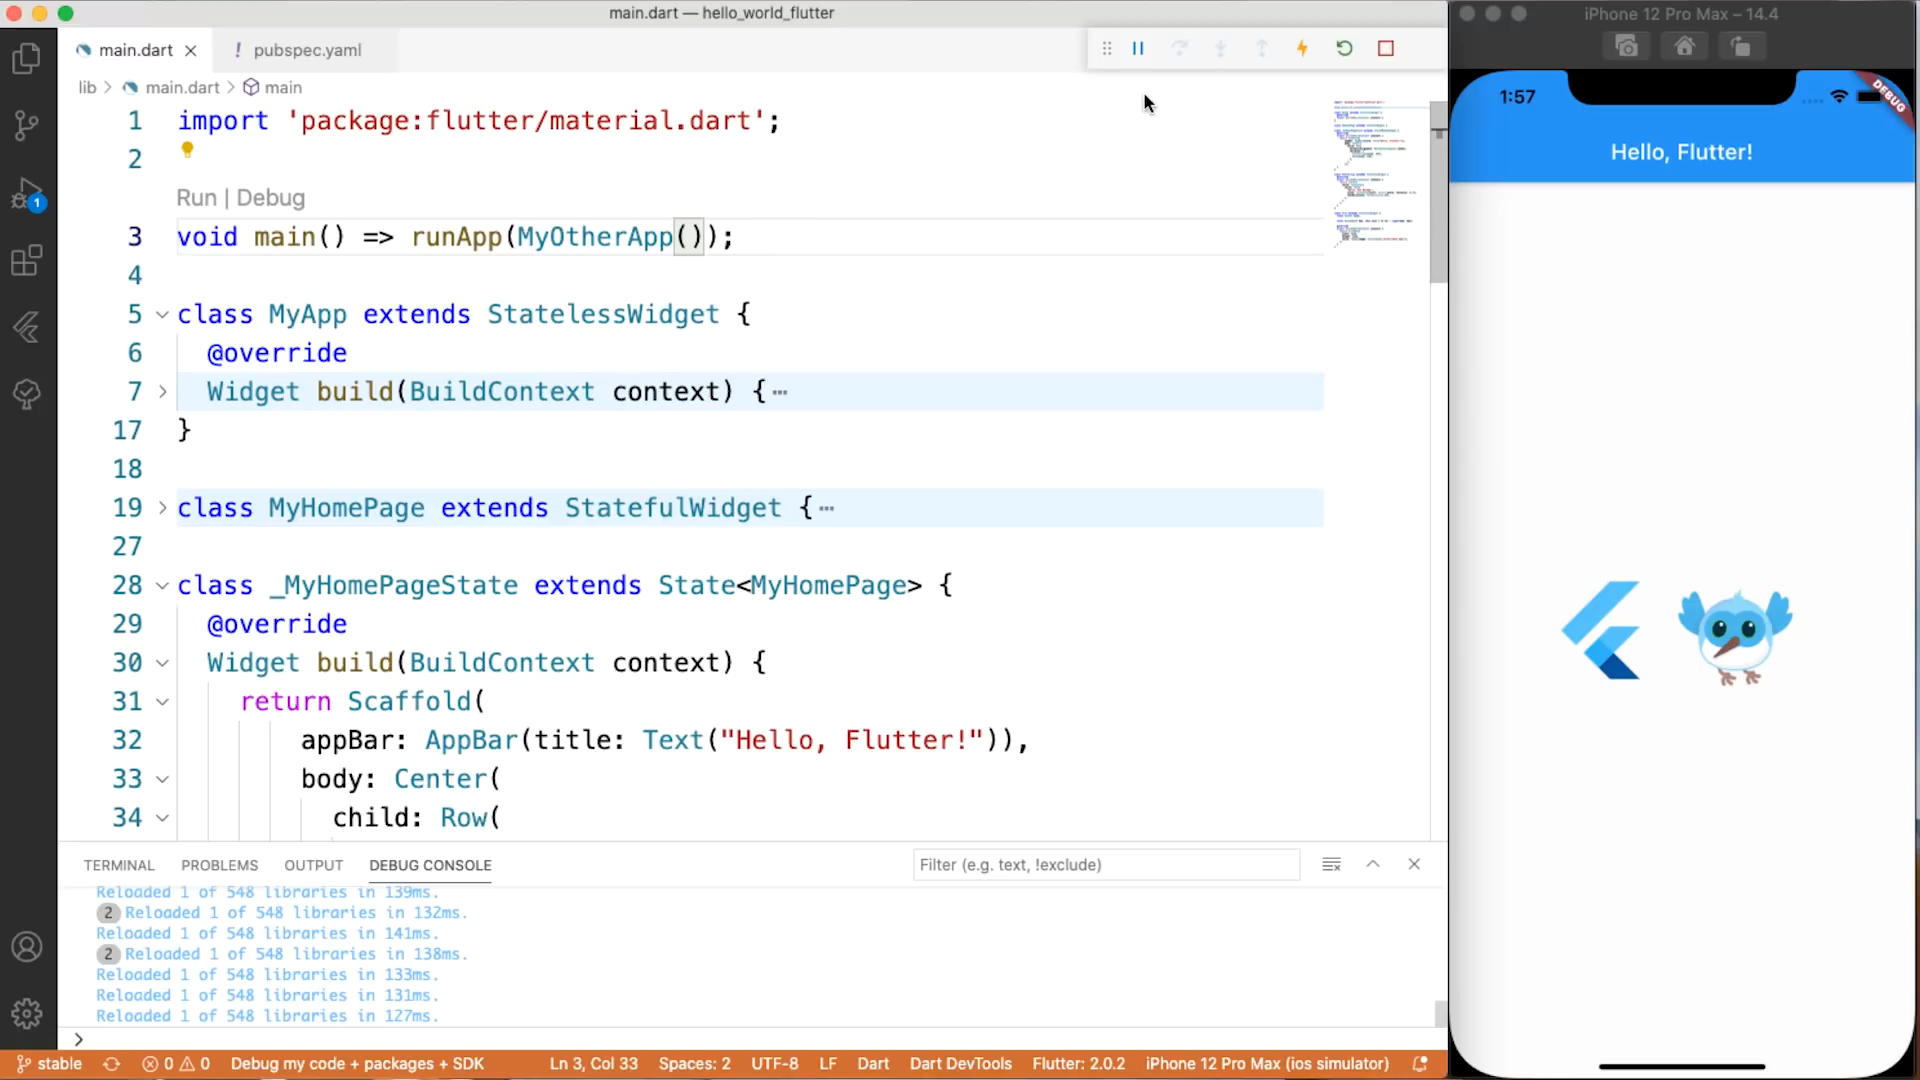 main.dart — hello_world_flutter
main.dart
! pubspec.yaml
lib > main.dart > main
1 import 'package:flutter/material.dart';
2
Run | Debug
3 void main() => runApp(MyOtherApp());
4
5 class MyApp extends StatelessWidget {
6 @override
7 Widget build(BuildContext context) {…
17 }
18
19 class MyHomePage extends StatefulWidget {…
27
28 class _MyHomePageState extends State<MyHomePage> {
29 @override
30 Widget build(BuildContext context) {
31 return Scaffold(
32 appBar: AppBar(title: Text("Hello, Flutter!")),
33 body: Center(
34 child: Row(
1
TERMINAL PROBLEMS OUTPUT DEBUG CONSOLE
Filter (e.g. text, !exclude)
Reloaded 1 of 548 libraries in 139ms.
2 Reloaded 1 of 548 libraries in 132ms.
Reloaded 1 of 548 libraries in 141ms.
2 Reloaded 1 of 548 libraries in 138ms.
Reloaded 1 of 548 libraries in 133ms.
Reloaded 1 of 548 libraries in 131ms.
Reloaded 1 of 548 libraries in 127ms.
>
stable 0 0 Debug my code + packages + SDK Ln 3, Col 33 Spaces: 2 UTF-8 LF Dart Dart DevTools Flutter: 2.0.2 iPhone 12 Pro Max (ios simulator)
iPhone 12 Pro Max – 14.4
1:57
DEBUG
Hello, Flutter!